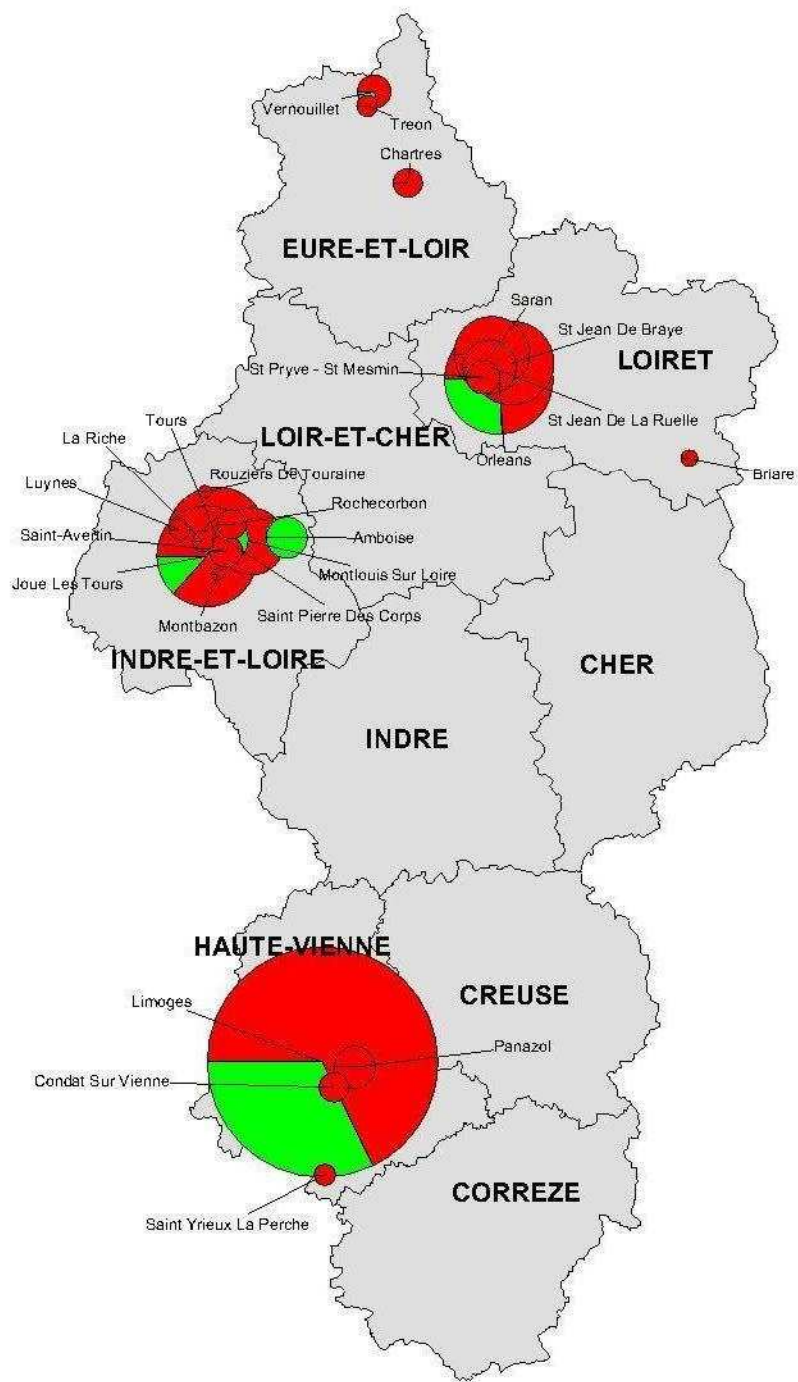 Vernouillet
Treon
Chartres
EURE-ET-LOIR
Saran
St Jean De Braye
LOIRET
St Pryve - St Mesmin
St Jean De La Ruelle
Tours
LOIR-ET-CHER
La Riche
Orleans
Briare
Rouziers De Touraine
Luynes
Rochecorbon
Saint-Avertin
Amboise
Joue Les Tours
Montlouis Sur Loire
Saint Pierre Des Corps
Montbazon
INDRE-ET-LOIRE
CHER
INDRE
HAUTE-VIENNE
Limoges
CREUSE
Panazol
Condat Sur Vienne
CORREZE
Saint Yrieux La Perche